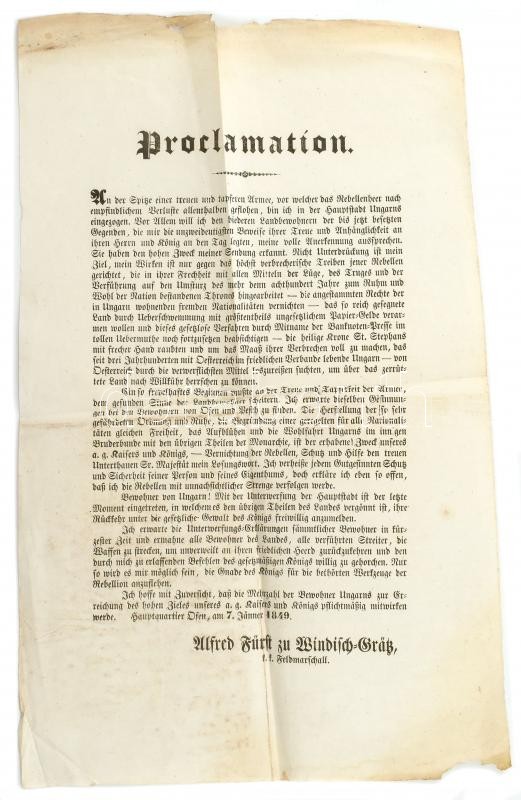 Proclamation.
An der Spitze einer treuen und tapferen Armee, vor welcher das Rebellenheer nach
empfindlichem Verluste allenthalben geflohen, bin ich in der Hauptstadt Ungarns
eingezogen. Vor Allem will ich den biederen Landbewohnern der bis jetzt besetzten
Gegenden, die mir die unzweideutigsten Beweise ihrer Treue und Anhänglichkeit an
ihren Herrn und König an den Tag legten, meine volle Anerkennung aussprechen.
Sie haben den hohen Zweck meiner Sendung erkannt. Nicht Unterdrückung ist mein
Ziel, mein Wirken ist nur gegen das höchst verbrecherische Treiben jener Rebellen
gerichtet, die in ihrer Frechheit mit allen Mitteln der Lüge, des Truges und der
Verführung auf den Umsturz des mehr denn achthundert Jahre zum Ruhm und
Wohl der Nation bestandenen Throns hingearbeitet — die angestammten Rechte der
in Ungarn wohnenden fremden Nationalitäten vernichten — das so reich gesegnete
Land durch Ueberschwemmung mit größtentheils ungesetzlichem Papier-Gelde verar-
men wollen und dieses gesetzlose Verfahren durch Mitname der Banknoten-Presse im
tollen Uebermuthe noch fortzusetzen beabsichtigen — die heilige Krone St. Stephans
mit frecher Hand raubten und um das Maß ihrer Verbrechen voll zu machen, das
seit drei Jahrhunderten mit Oesterreich im friedlichen Verbande lebende Ungarn — von
Oesterreich durch die verwerflichsten Mittel loszureißen suchten, um über das zerrüt-
tete Land nach Willkühr herrschen zu können.
Ein so frevelhaftes Beginnen mußte an der Treue und Tapferkeit der Armee,
dem gesunden Sinne der Landbewohner scheitern. Ich erwarte dieselben Gesinnun-
gen bei den Bewohnern von Ofen und Pesth zu finden. Die Herstellung der so sehr
gefährdeten Ordnung und Ruhe, die Begründung einer geregelten für alle Nationali-
täten gleichen Freiheit, das Aufblühen und die Wohlfahrt Ungarns im innigen
Bruderbunde mit den übrigen Theilen der Monarchie, ist der erhabene Zweck unseres
a. g. Kaisers und Königs, — Vernichtung der Rebellen, Schutz und Hilfe den treuen
Unterthanen Sr. Majestät mein Losungswort. Ich verheiße jedem Gutgesinnten Schutz
und Sicherheit seiner Person und seines Eigenthums, doch erkläre ich eben so offen,
daß ich die Rebellen mit unnachsichtlicher Strenge verfolgen werde.
Bewohner von Ungarn! Mit der Unterwerfung der Hauptstadt ist der letzte
Moment eingetreten, in welchem es den übrigen Theilen des Landes vergönnt ist, ihre
Rückkehr unter die gesetzliche Gewalt des Königs freiwillig anzumelden.
Ich erwarte die Unterwerfungs-Erklärungen sämmtlicher Bewohner in kür-
zester Zeit und ermahne alle Bewohner des Landes, alle verführten Streiter, die
Waffen zu strecken, um unverweilt an ihren friedlichen Heerd zurückzukehren und den
durch mich zu erlassenden Befehlen des gesetzmäßigen Königs willig zu gehorchen. Nur
so wird es mir möglich sein, die Gnade des Königs für die bethörten Werkzeuge der
Rebellion anzuflehen.
Ich hoffe mit Zuversicht, daß die Mehrzahl der Bewohner Ungarns zur Er-
reichung des hohen Zieles unseres a. g. Kaisers und Königs pflichtmäßig mitwirken
werde. Hauptquartier Ofen, am 7. Jänner 1849.
Alfred Fürst zu Windisch-Grätz,
k. k. Feldmarschall.